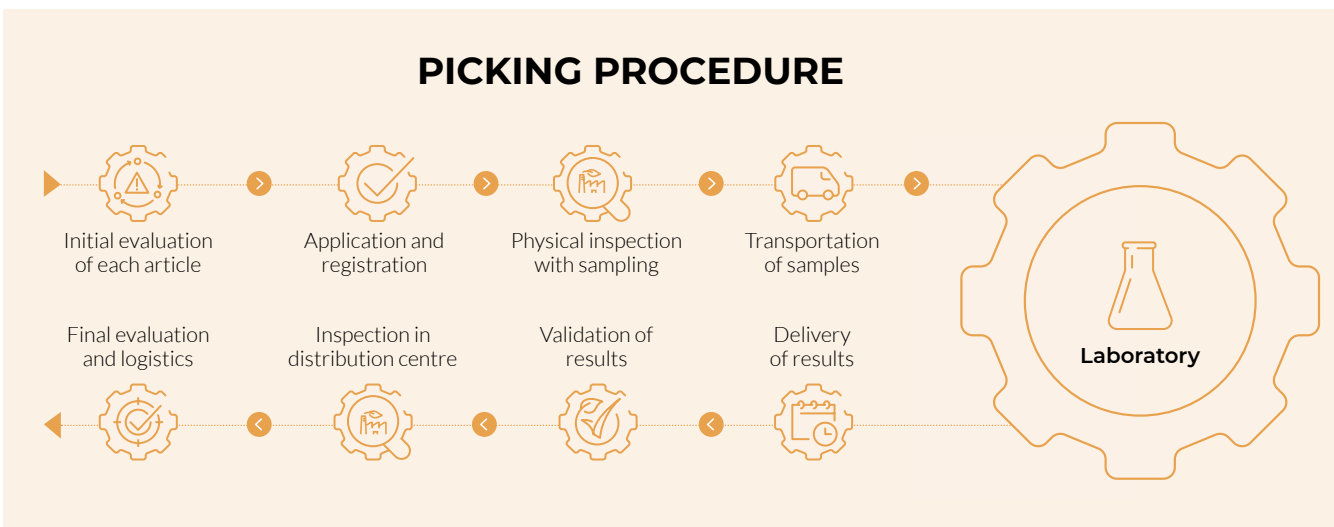 PICKING PROCEDURE
Initial evaluation
of each article
Application and
registration
Physical inspection
with sampling
Transportation
of samples
Laboratory
Delivery
of results
Validation of
results
Inspection in
distribution centre
Final evaluation
and logistics